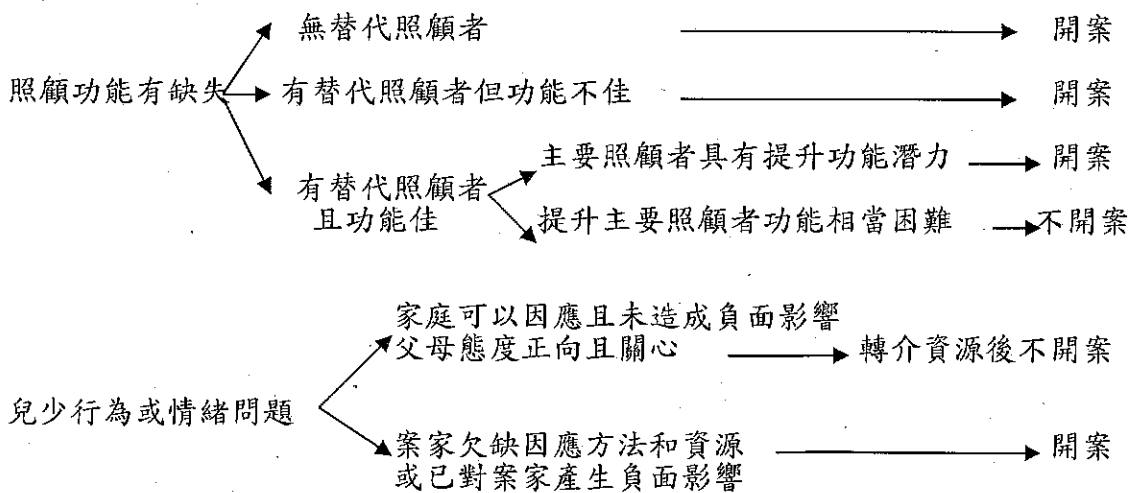 無替代照顧者 開案
照顧功能有缺失 有替代照顧者但功能不佳 開案
主要照顧者具有提升功能潛力 開案
有替代照顧者
且功能佳 提升主要照顧者功能相當困難 不開案
家庭可以因應且未造成負面影響
父母態度正向且關心 轉介資源後不開案
兒少行為或情緒問題
案家欠缺因應方法和資源 開案
或已對案家產生負面影響